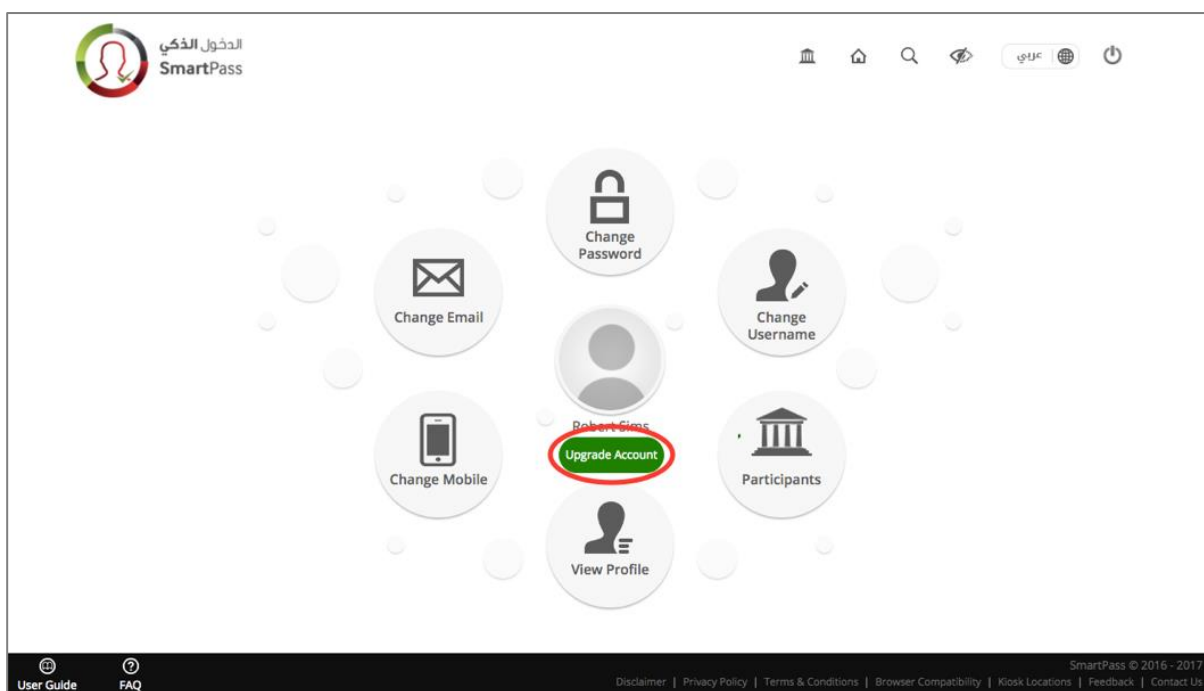 الدخول الذكي
SmartPass
عربي
Change
Password
Change Email
Change
Username
Robert Sims
Upgrade Account
Change Mobile
Participants
View Profile
User Guide
FAQ
SmartPass © 2016 - 2017
Disclaimer | Privacy Policy | Terms & Conditions | Browser Compatibility | Kiosk Locations | Feedback | Contact Us